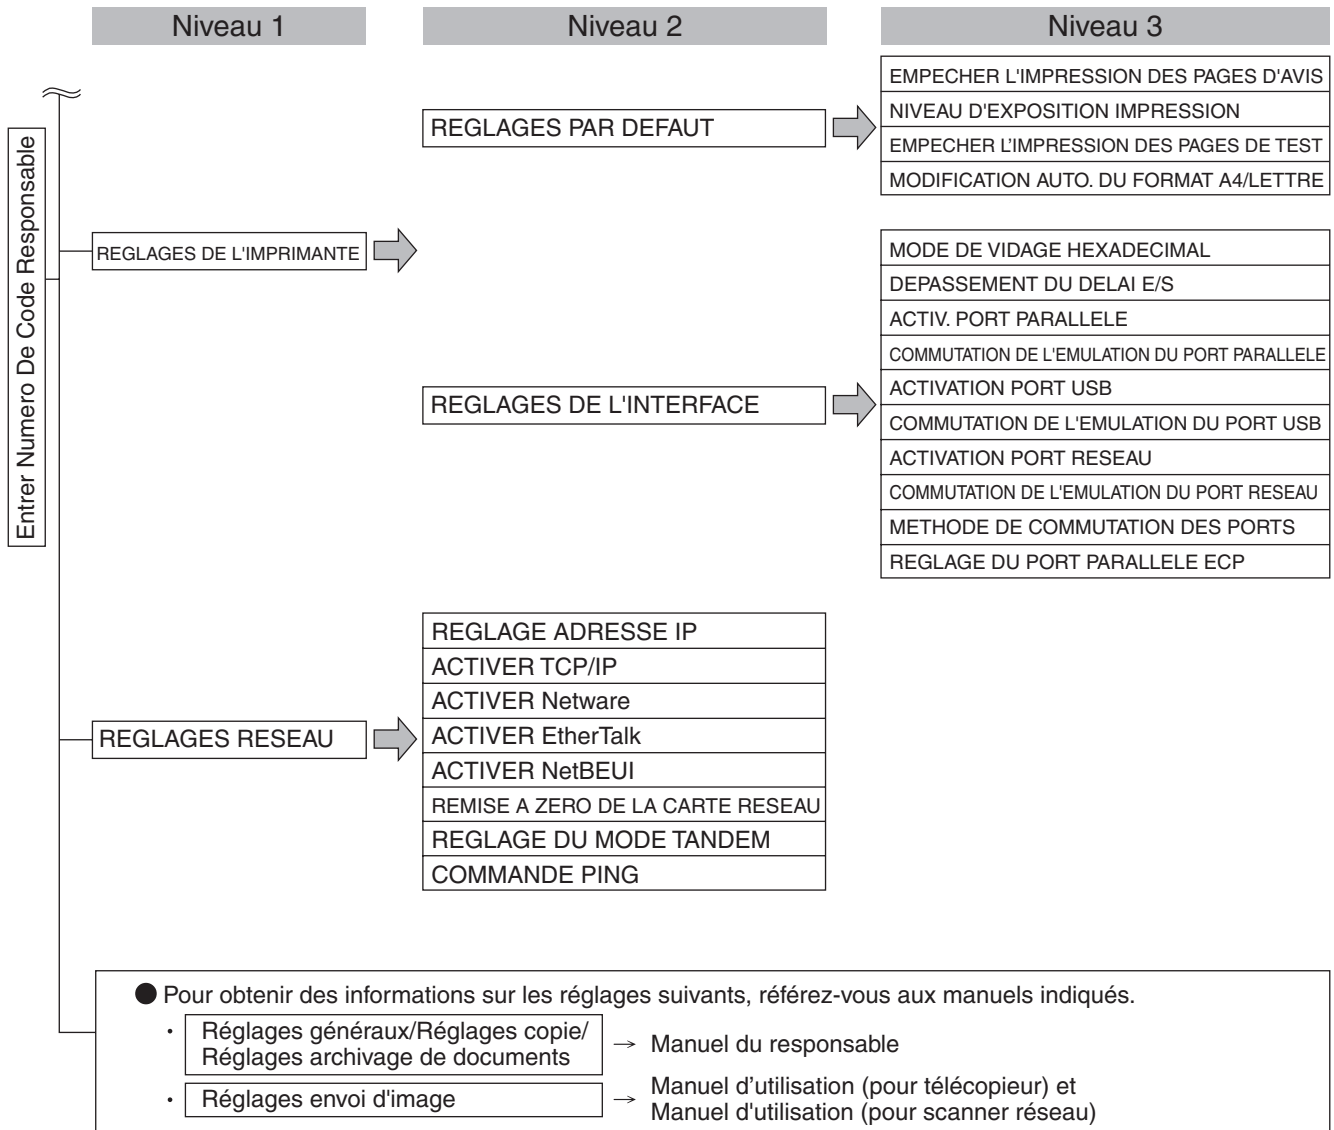 Niveau 1
Niveau 2
Niveau 3
Entrer Numero De Code Responsable
REGLAGES DE L'IMPRIMANTE
REGLAGES PAR DEFAUT
EMPECHER L'IMPRESSION DES PAGES D'AVIS
NIVEAU D'EXPOSITION IMPRESSION
EMPECHER L'IMPRESSION DES PAGES DE TEST
MODIFICATION AUTO. DU FORMAT A4/LETTRE
REGLAGES DE L'INTERFACE
MODE DE VIDAGE HEXADECIMAL
DEPASSEMENT DU DELAI E/S
ACTIV. PORT PARALLELE
COMMUTATION DE L'EMULATION DU PORT PARALLELE
ACTIVATION PORT USB
COMMUTATION DE L'EMULATION DU PORT USB
ACTIVATION PORT RESEAU
COMMUTATION DE L'EMULATION DU PORT RESEAU
METHODE DE COMMUTATION DES PORTS
REGLAGE DU PORT PARALLELE ECP
REGLAGES RESEAU
REGLAGE ADRESSE IP
ACTIVER TCP/IP
ACTIVER Netware
ACTIVER EtherTalk
ACTIVER NetBEUI
REMISE A ZERO DE LA CARTE RESEAU
REGLAGE DU MODE TANDEM
COMMANDE PING
● Pour obtenir des informations sur les réglages suivants, référez-vous aux manuels indiqués.
· Réglages généraux/Réglages copie/
Réglages archivage de documents
→ Manuel du responsable
· Réglages envoi d'image
→ Manuel d'utilisation (pour télécopieur) et
Manuel d'utilisation (pour scanner réseau)